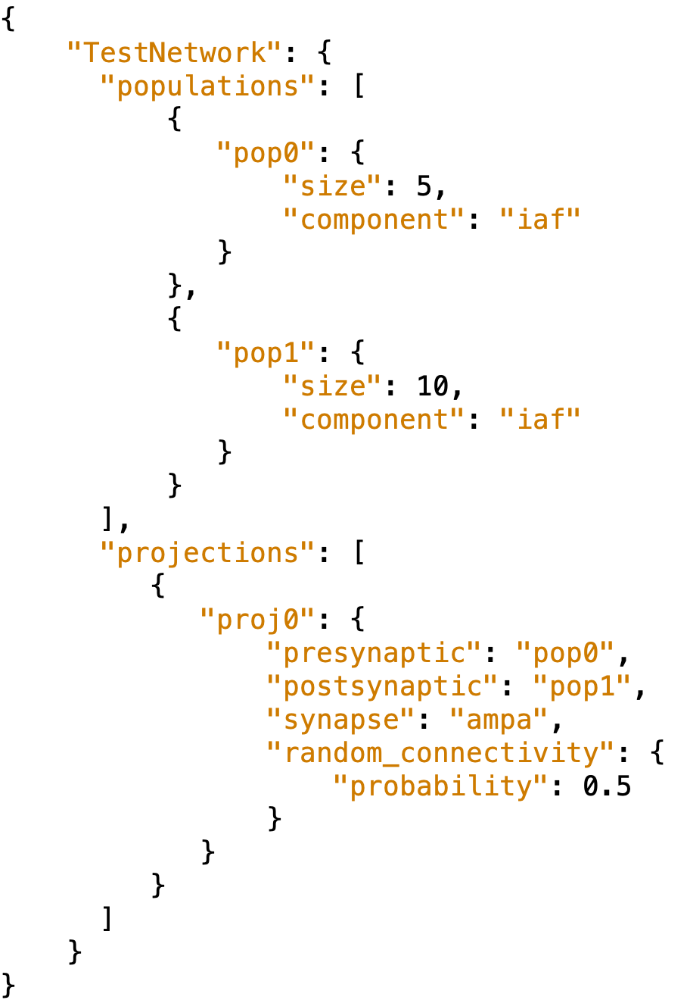 {
    "TestNetwork": {
      "populations": [
          {
             "pop0": {
                 "size": 5,
                 "component": "iaf"
             }
          },
          {
             "pop1": {
                 "size": 10,
                 "component": "iaf"
             }
          }
      ],
      "projections": [
         {
            "proj0": {
                "presynaptic": "pop0",
                "postsynaptic": "pop1",
                "synapse": "ampa",
                "random_connectivity": {
                    "probability": 0.5
                }
            }
         }
      ]
    }
}